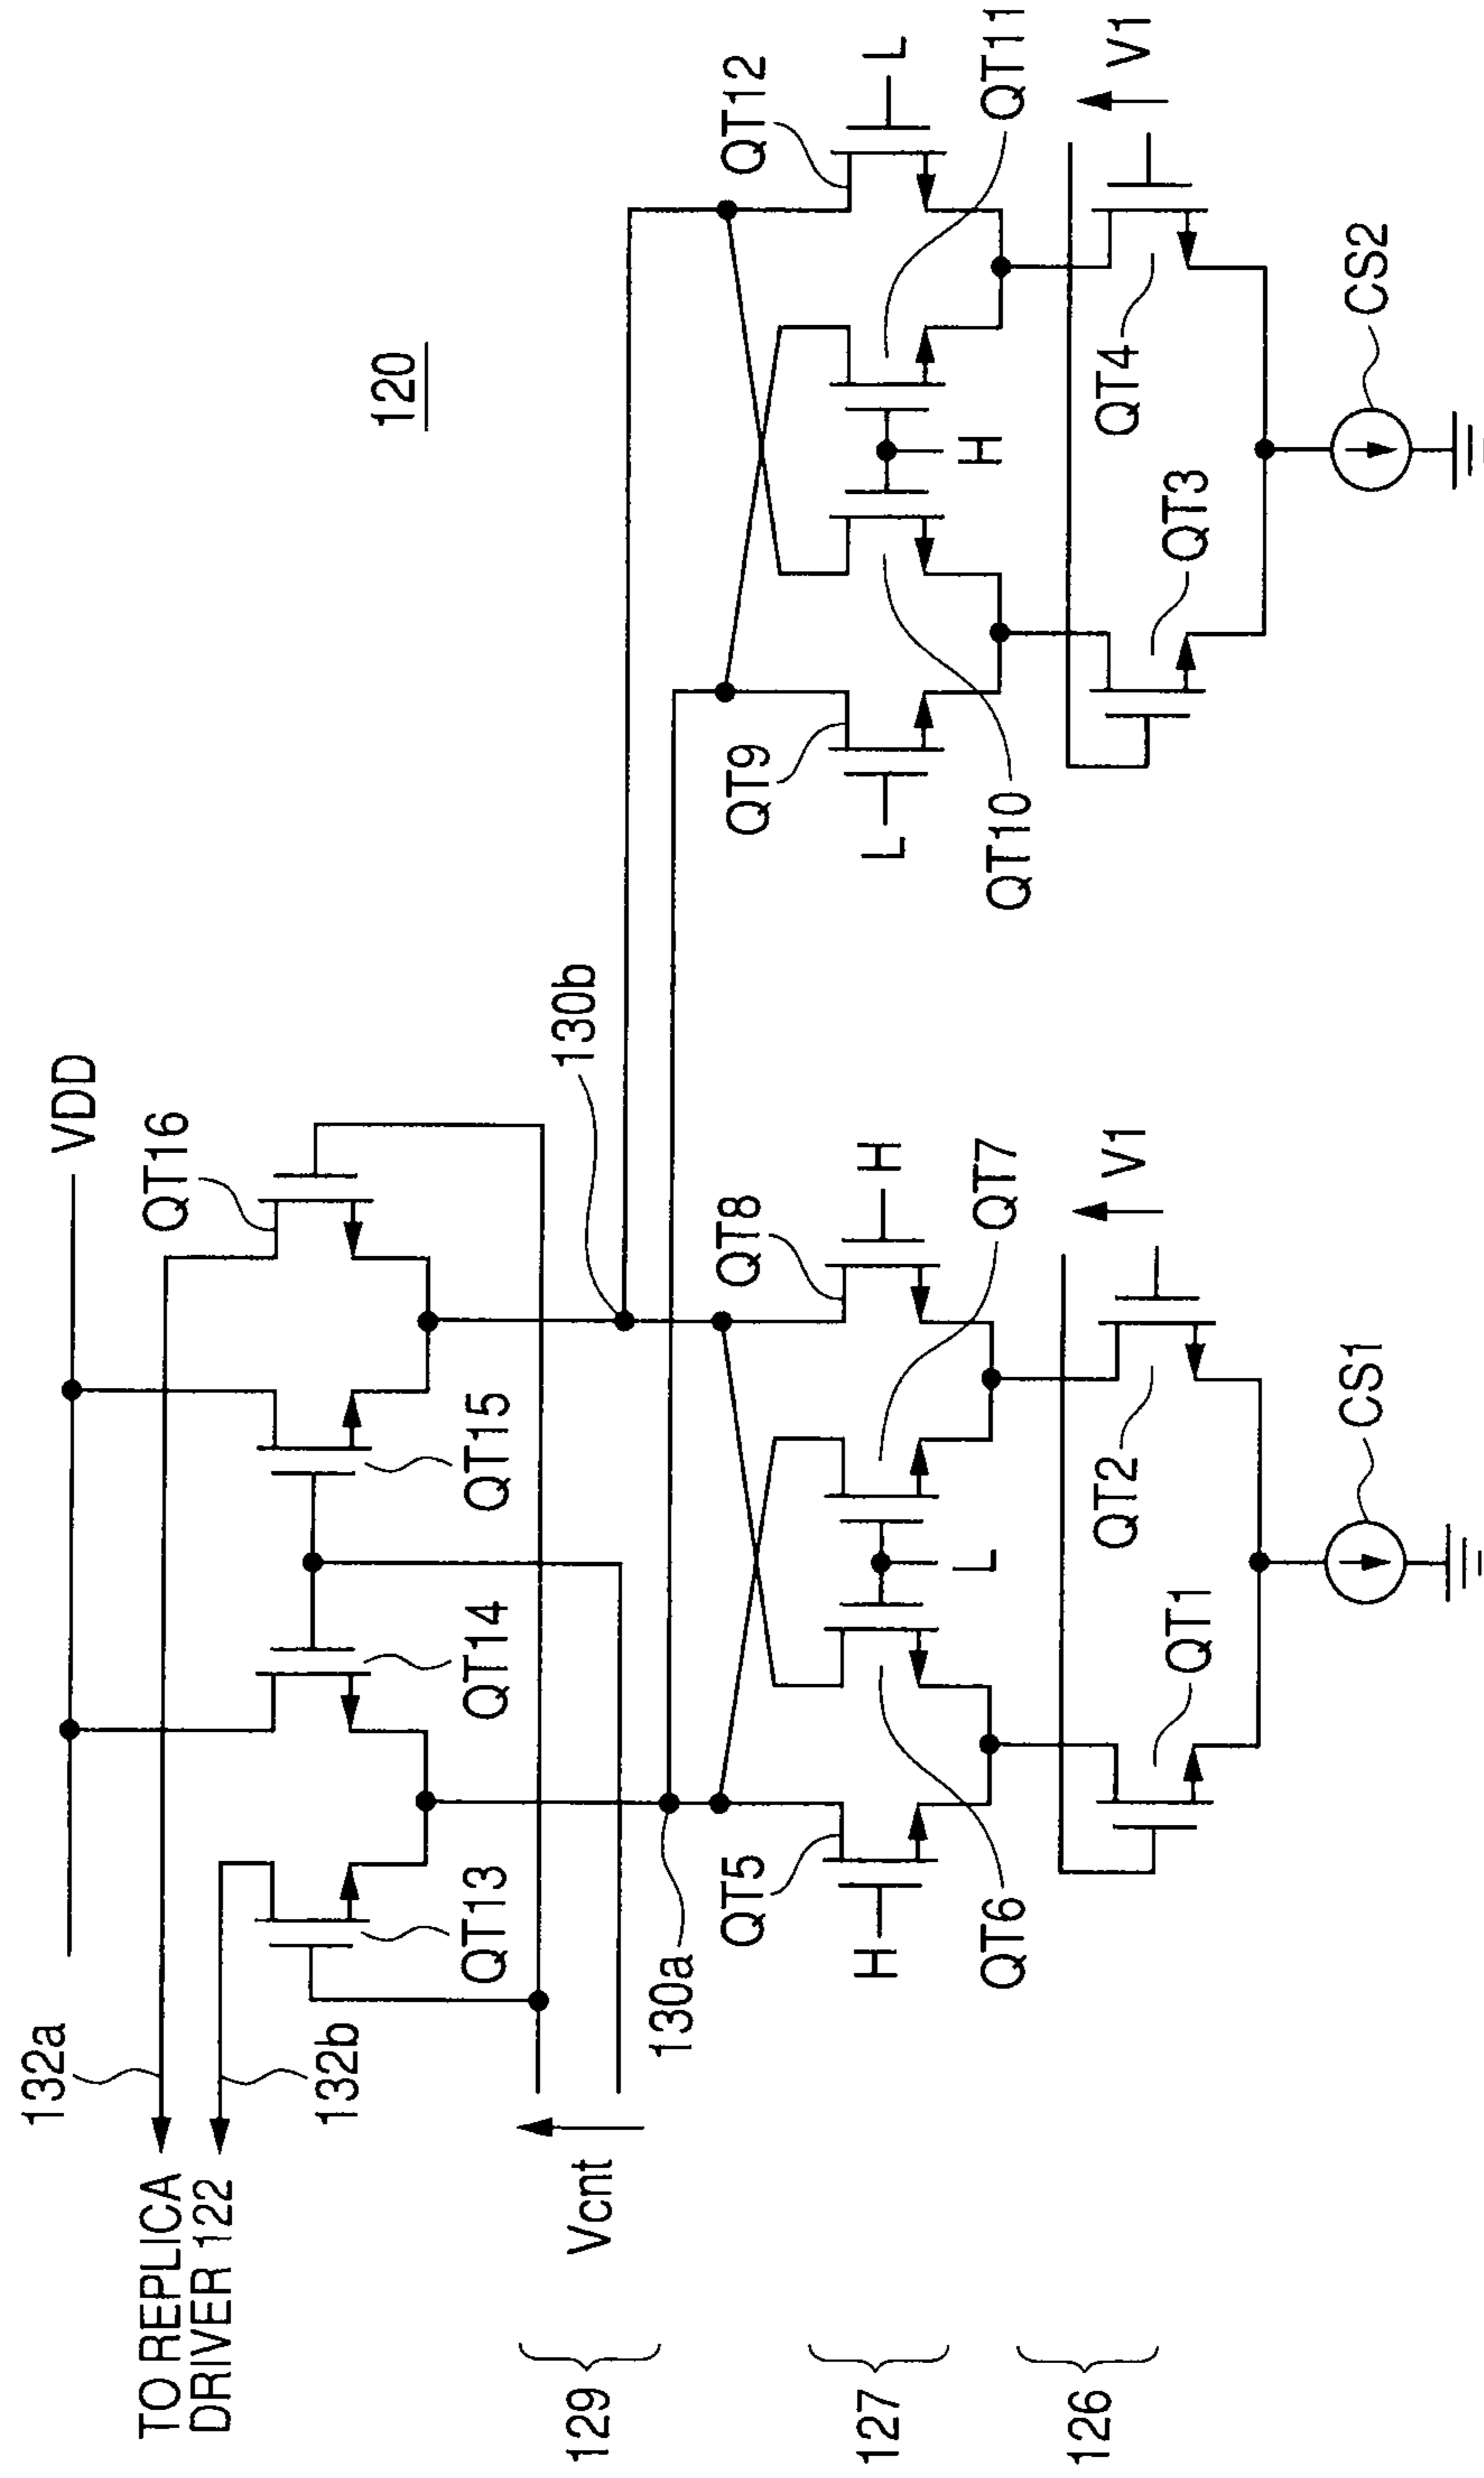 120
VDD
132a
TO REPLICA
DRIVER 122
132b
QT13
QT14
QT15
QT16
Vcnt
129
130a
130b
127
H
QT5
QT6
L
QT7
QT8
H
L
QT9
QT10
H
QT11
QT12
L
126
QT1
QT2
V1
CS1
QT3
QT4
V1
CS2